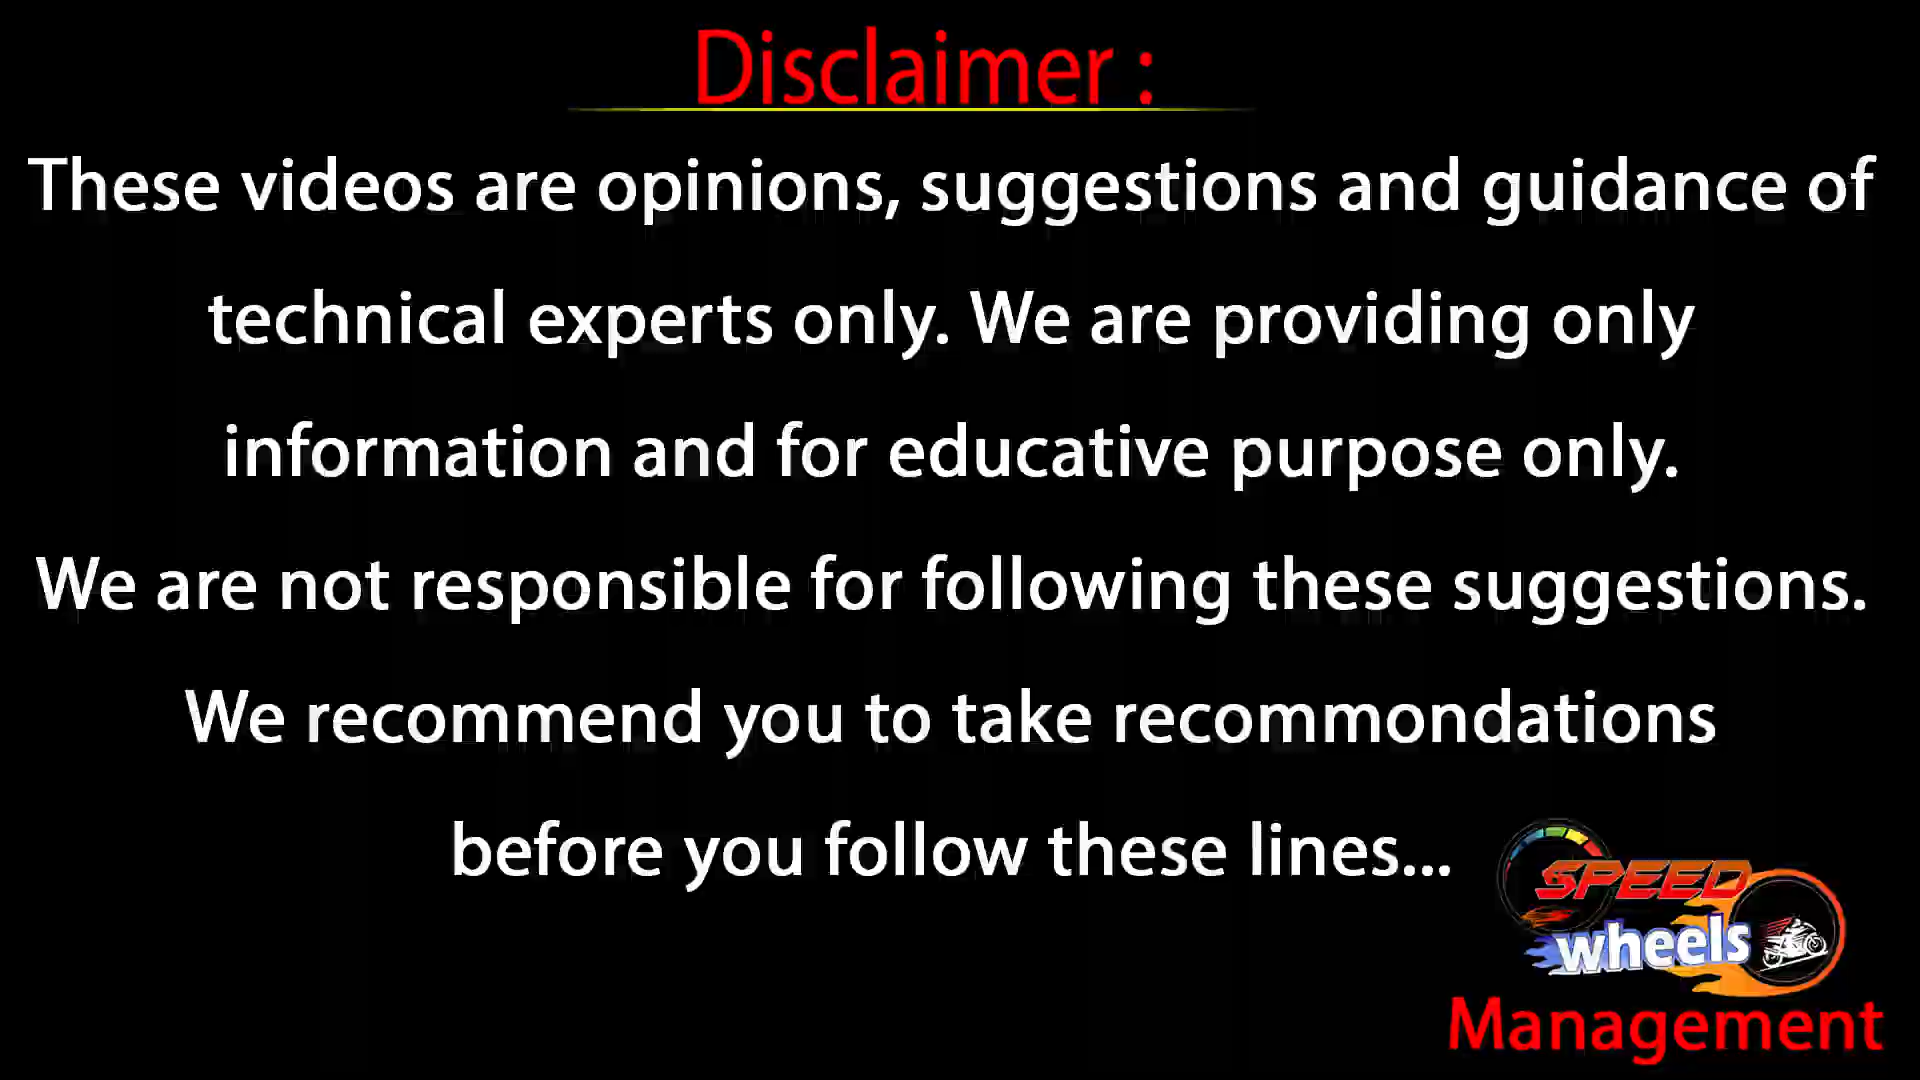 Disclaimer :
These videos are opinions, suggestions and guidance of
technical experts only. We are providing only
information and for educative purpose only.
We are not responsible for following these suggestions.
We recommend you to take recommondations
before you follow these lines...
SPEED
wheels
Management